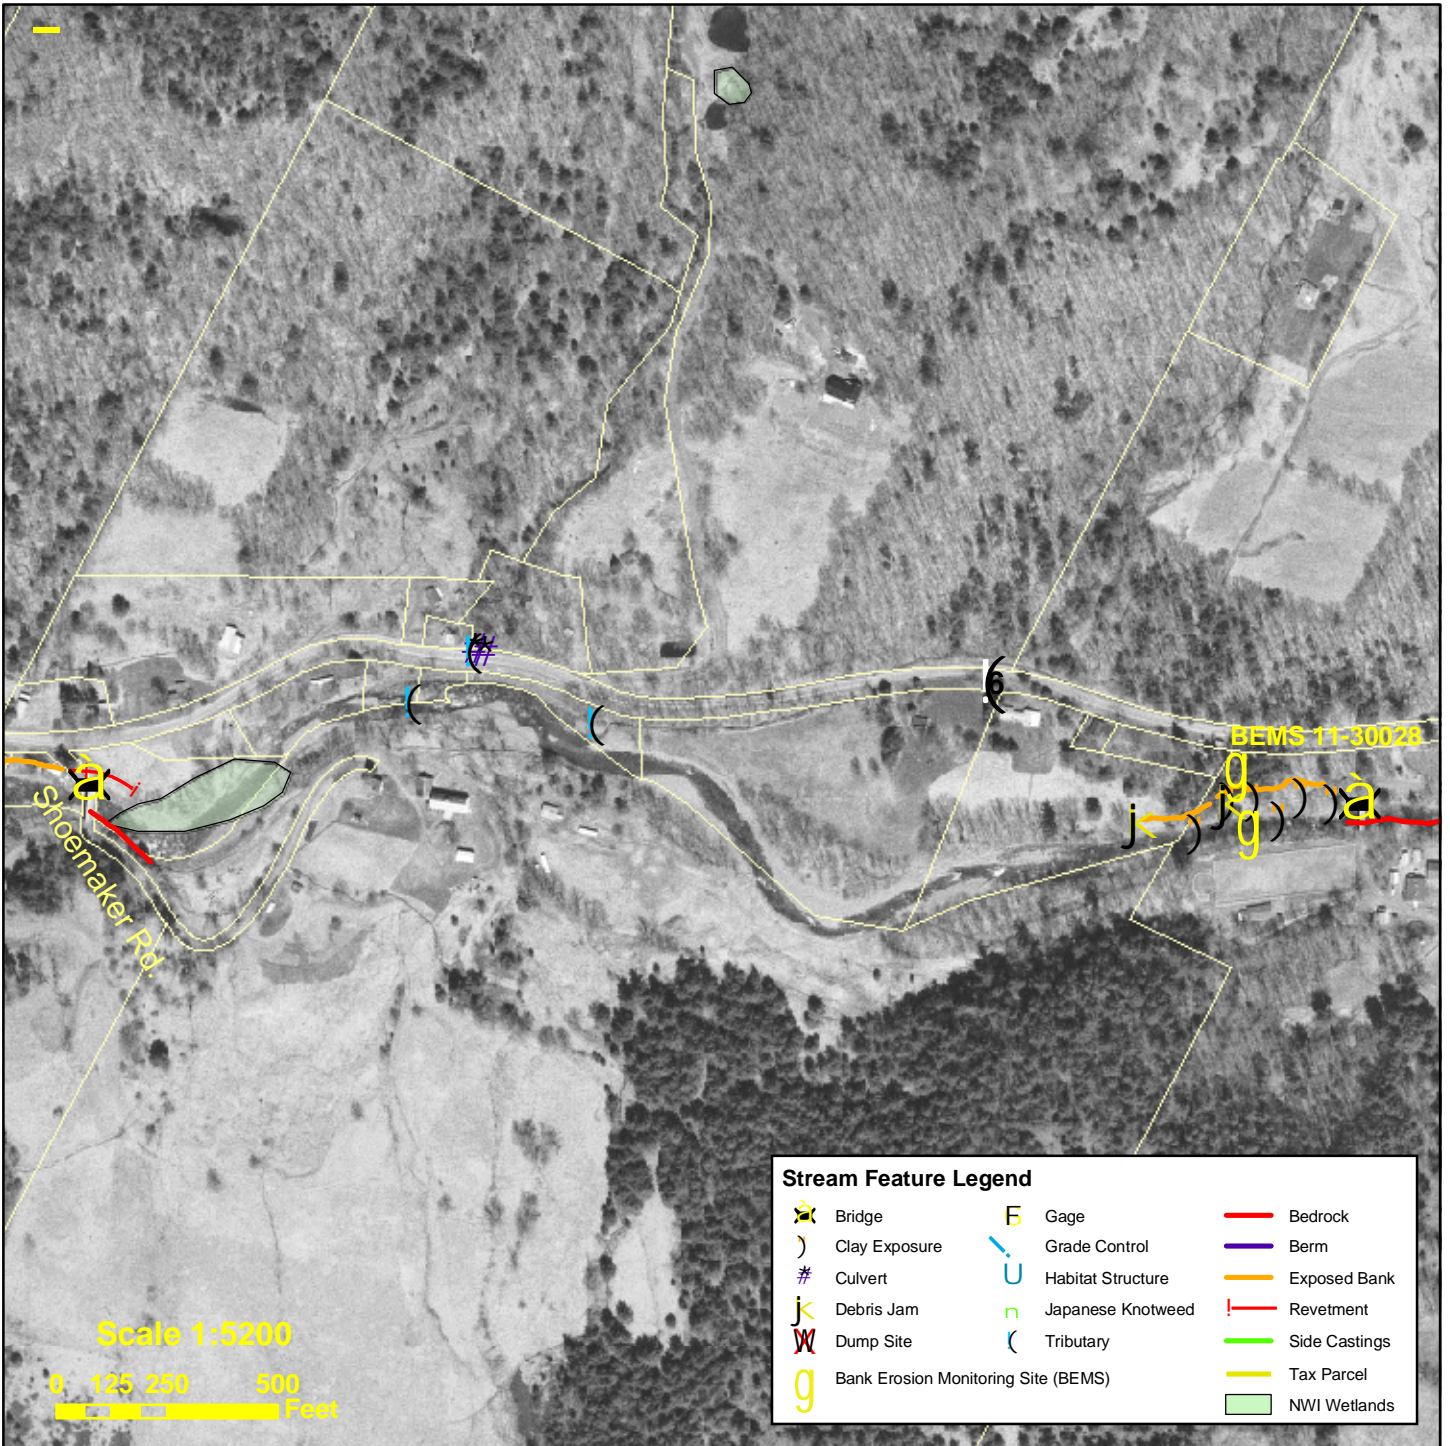 6
BEMS 11-30028
g
à
j
g
à
j
Shoemaker Rd.
Stream Feature Legend
à Bridge
F Gage
Bedrock
) Clay Exposure
Grade Control
Berm
# Culvert
U Habitat Structure
Exposed Bank
j Debris Jam
n Japanese Knotweed
Revetment
W Dump Site
( Tributary
Side Castings
g Bank Erosion Monitoring Site (BEMS)
Tax Parcel
NWI Wetlands
Scale 1:5200
0 125 250 500
Feet